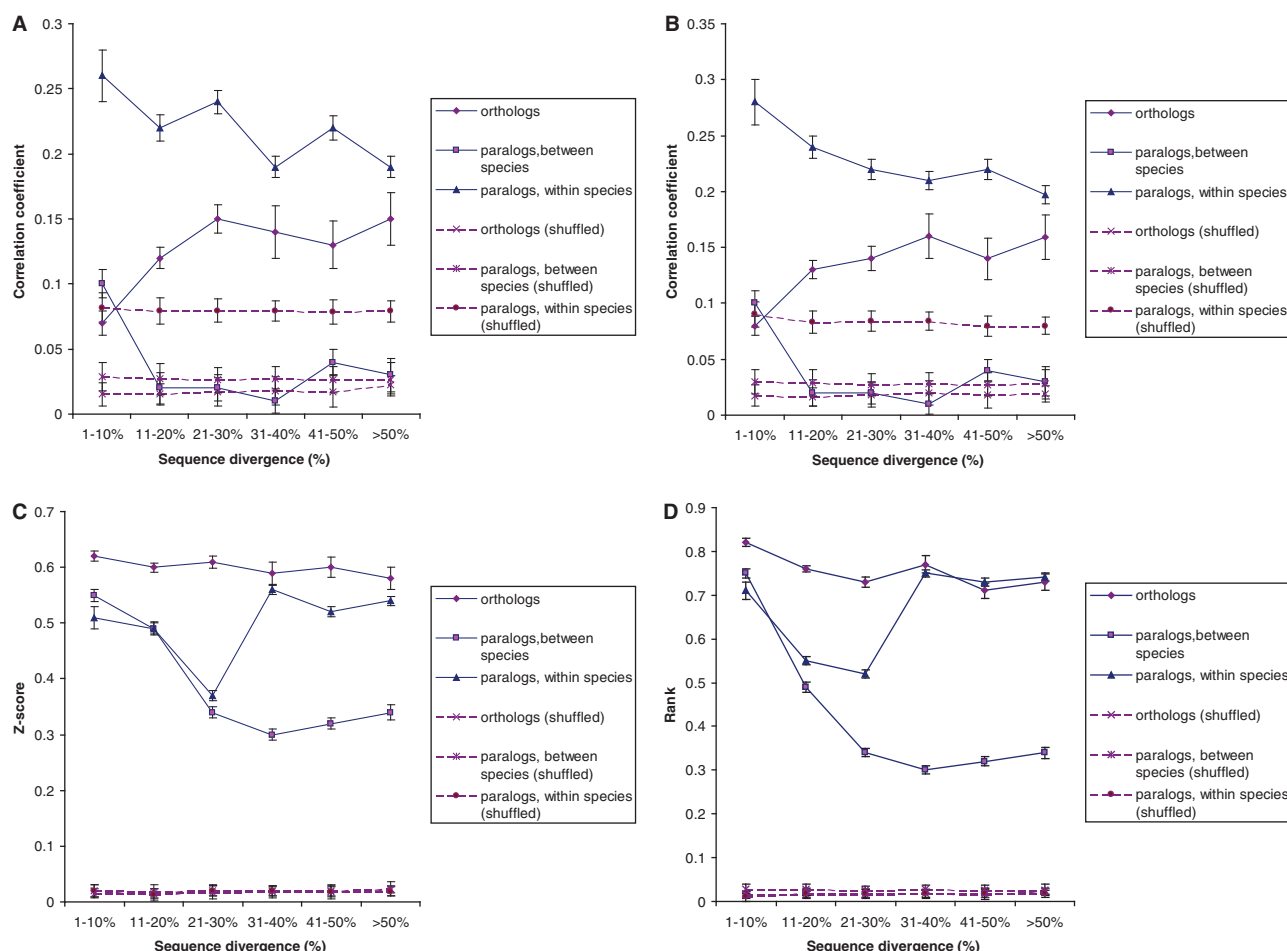 A
0.3
0.25
0.2
0.15
0.1
0.05
0
Correlation coefficient
1-10%
11-20%
21-30%
31-40%
41-50%
>50%
Sequence divergence (%)
orthologs
paralogs,between
species
paralogs, within species
orthologs (shuffled)
paralogs, between
species (shuffled)
paralogs, within species
(shuffled)
B
0.35
0.3
0.25
0.2
0.15
0.1
0.05
0
Correlation coefficient
1-10%
11-20%
21-30%
31-40%
41-50%
>50%
Sequence divergence (%)
orthologs
paralogs,between
species
paralogs, within species
orthologs (shuffled)
paralogs, between
species (shuffled)
paralogs, within species
(shuffled)
C
0.7
0.6
0.5
0.4
0.3
0.2
0.1
0
Z-score
1-10%
11-20%
21-30%
31-40%
41-50%
>50%
Sequence divergence (%)
orthologs
paralogs,between
species
paralogs, within species
orthologs (shuffled)
paralogs, between
species (shuffled)
paralogs, within species
(shuffled)
D
0.9
0.8
0.7
0.6
0.5
0.4
0.3
0.2
0.1
0
Rank
1-10%
11-20%
21-30%
31-40%
41-50%
>50%
Sequence divergence (%)
orthologs
paralogs,between
species
paralogs, within species
orthologs (shuffled)
paralogs, between
species (shuffled)
paralogs, within species
(shuffled)